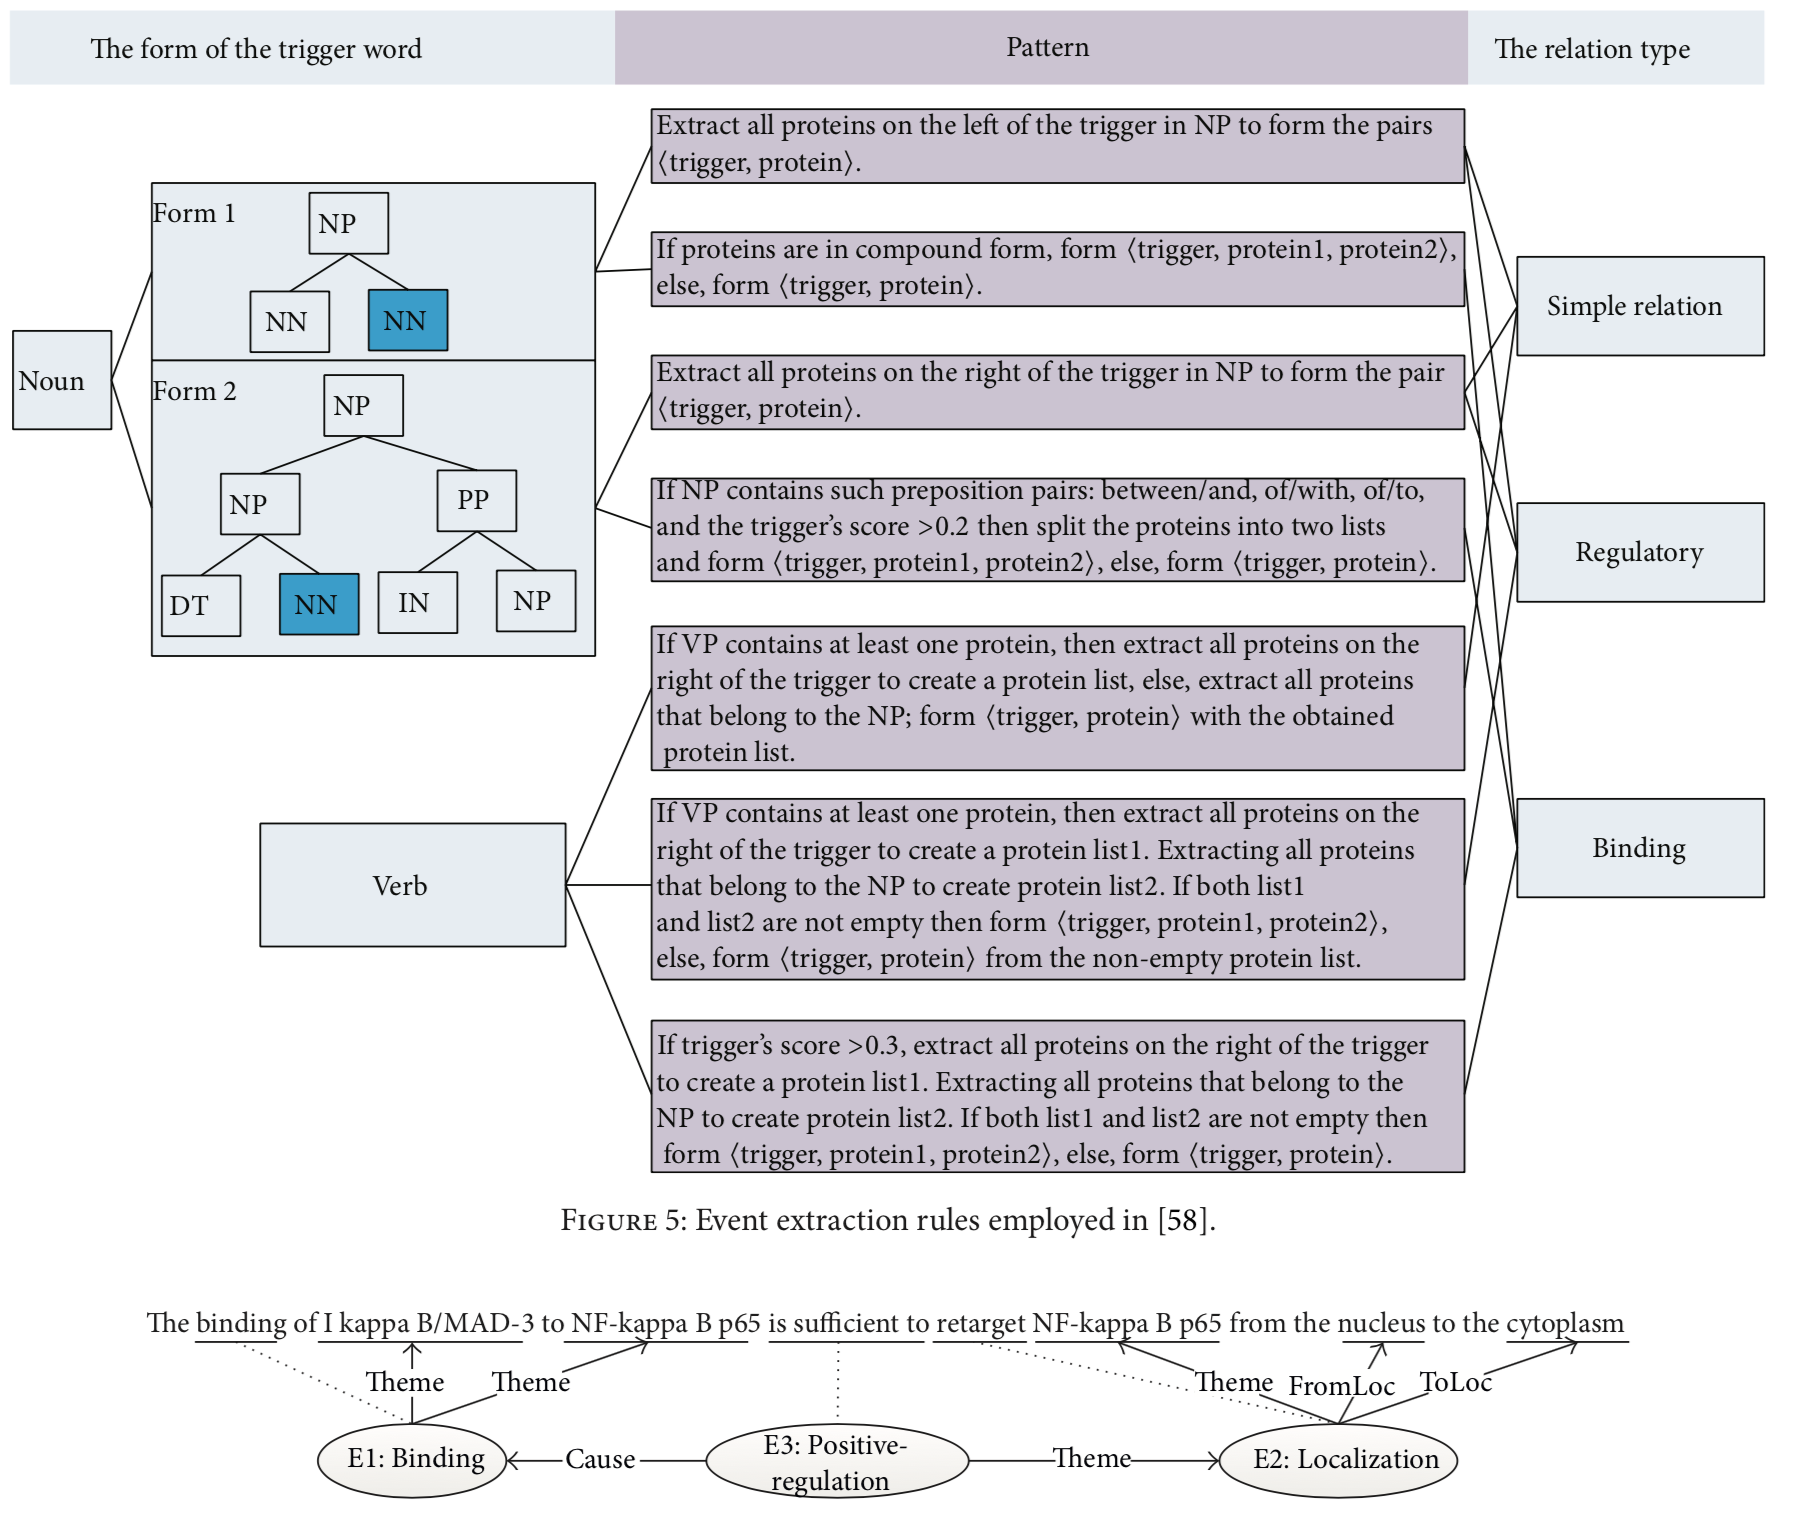 The form of the trigger word
Pattern
The relation type
Noun
Form 1
NP
NN
NN
Form 2
NP
NP
PP
DT
NN
IN
NP
Verb
Extract all proteins on the left of the trigger in NP to form the pairs
⟨trigger, protein⟩.
If proteins are in compound form, form ⟨trigger, protein1, protein2⟩,
else, form ⟨trigger, protein⟩.
Extract all proteins on the right of the trigger in NP to form the pair
⟨trigger, protein⟩.
If NP contains such preposition pairs: between/and, of/with, of/to,
and the trigger’s score >0.2 then split the proteins into two lists
and form ⟨trigger, protein1, protein2⟩, else, form ⟨trigger, protein⟩.
If VP contains at least one protein, then extract all proteins on the
right of the trigger to create a protein list, else, extract all proteins
that belong to the NP; form ⟨trigger, protein⟩ with the obtained
protein list.
If VP contains at least one protein, then extract all proteins on the
right of the trigger to create a protein list1. Extracting all proteins
that belong to the NP to create protein list2. If both list1
and list2 are not empty then form ⟨trigger, protein1, protein2⟩,
else, form ⟨trigger, protein⟩ from the non-empty protein list.
If trigger’s score >0.3, extract all proteins on the right of the trigger
to create a protein list1. Extracting all proteins that belong to the
NP to create protein list2. If both list1 and list2 are not empty then
form ⟨trigger, protein1, protein2⟩, else, form ⟨trigger, protein⟩.
Simple relation
Regulatory
Binding
FIGURE 5: Event extraction rules employed in [58].
The binding of I kappa B/MAD-3 to NF-kappa B p65 is sufficient to retarget NF-kappa B p65 from the nucleus to the cytoplasm
Theme
Theme
Theme
FromLoc
ToLoc
E1: Binding
Cause
E3: Positive-
regulation
Theme
E2: Localization